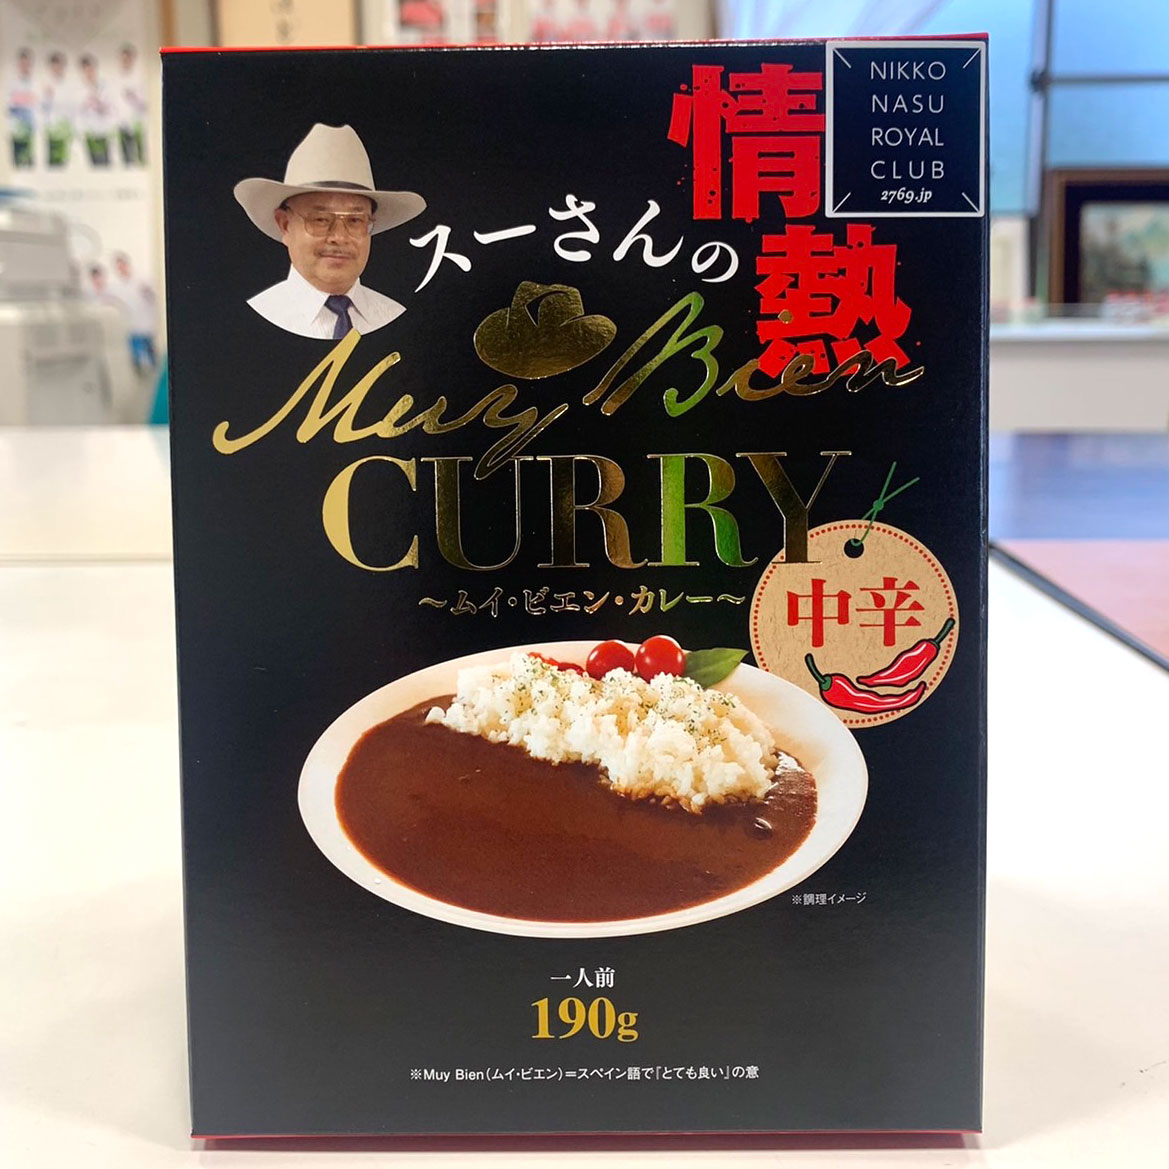 NIKKO
NASU
ROYAL
CLUB
2769.jp
スーさんの
情熱
Muy Bien
CURRY
～ムイ・ビエン・カレー～
中辛
※調理イメージ
一人前
190g
※Muy Bien（ムイ・ビエン）＝スペイン語で『とても良い』の意